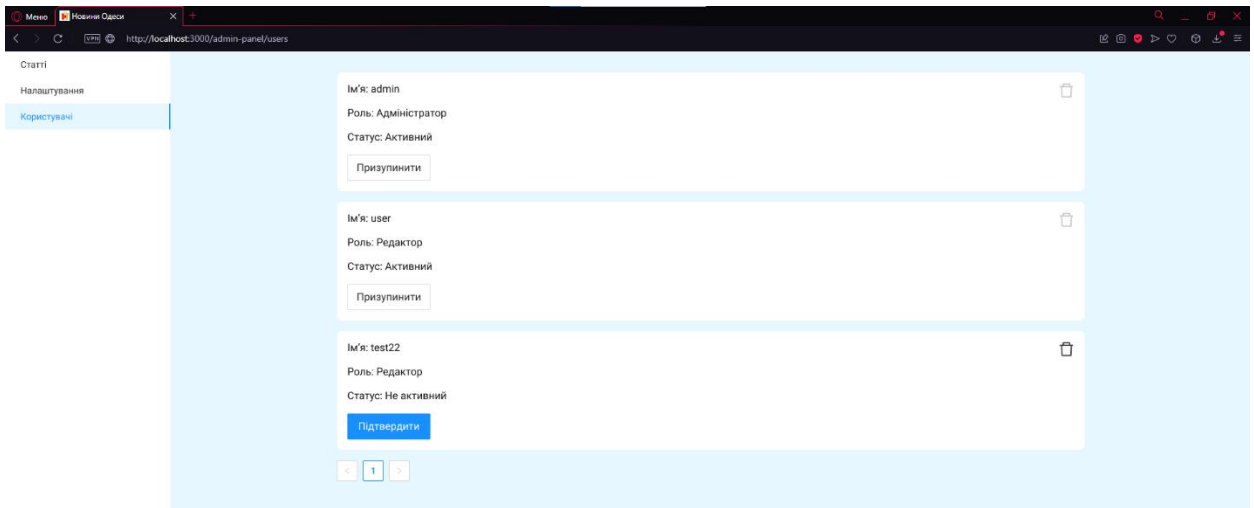 Меню
Новини Одеси
VPN
http://localhost:3000/admin-panel/users
Статті
Налаштування
Користувачі
Ім'я: admin
Роль: Адміністратор
Статус: Активний
Призупинити
Ім'я: user
Роль: Редактор
Статус: Активний
Призупинити
Ім'я: test22
Роль: Редактор
Статус: Не активний
Підтвердити
< 1 >